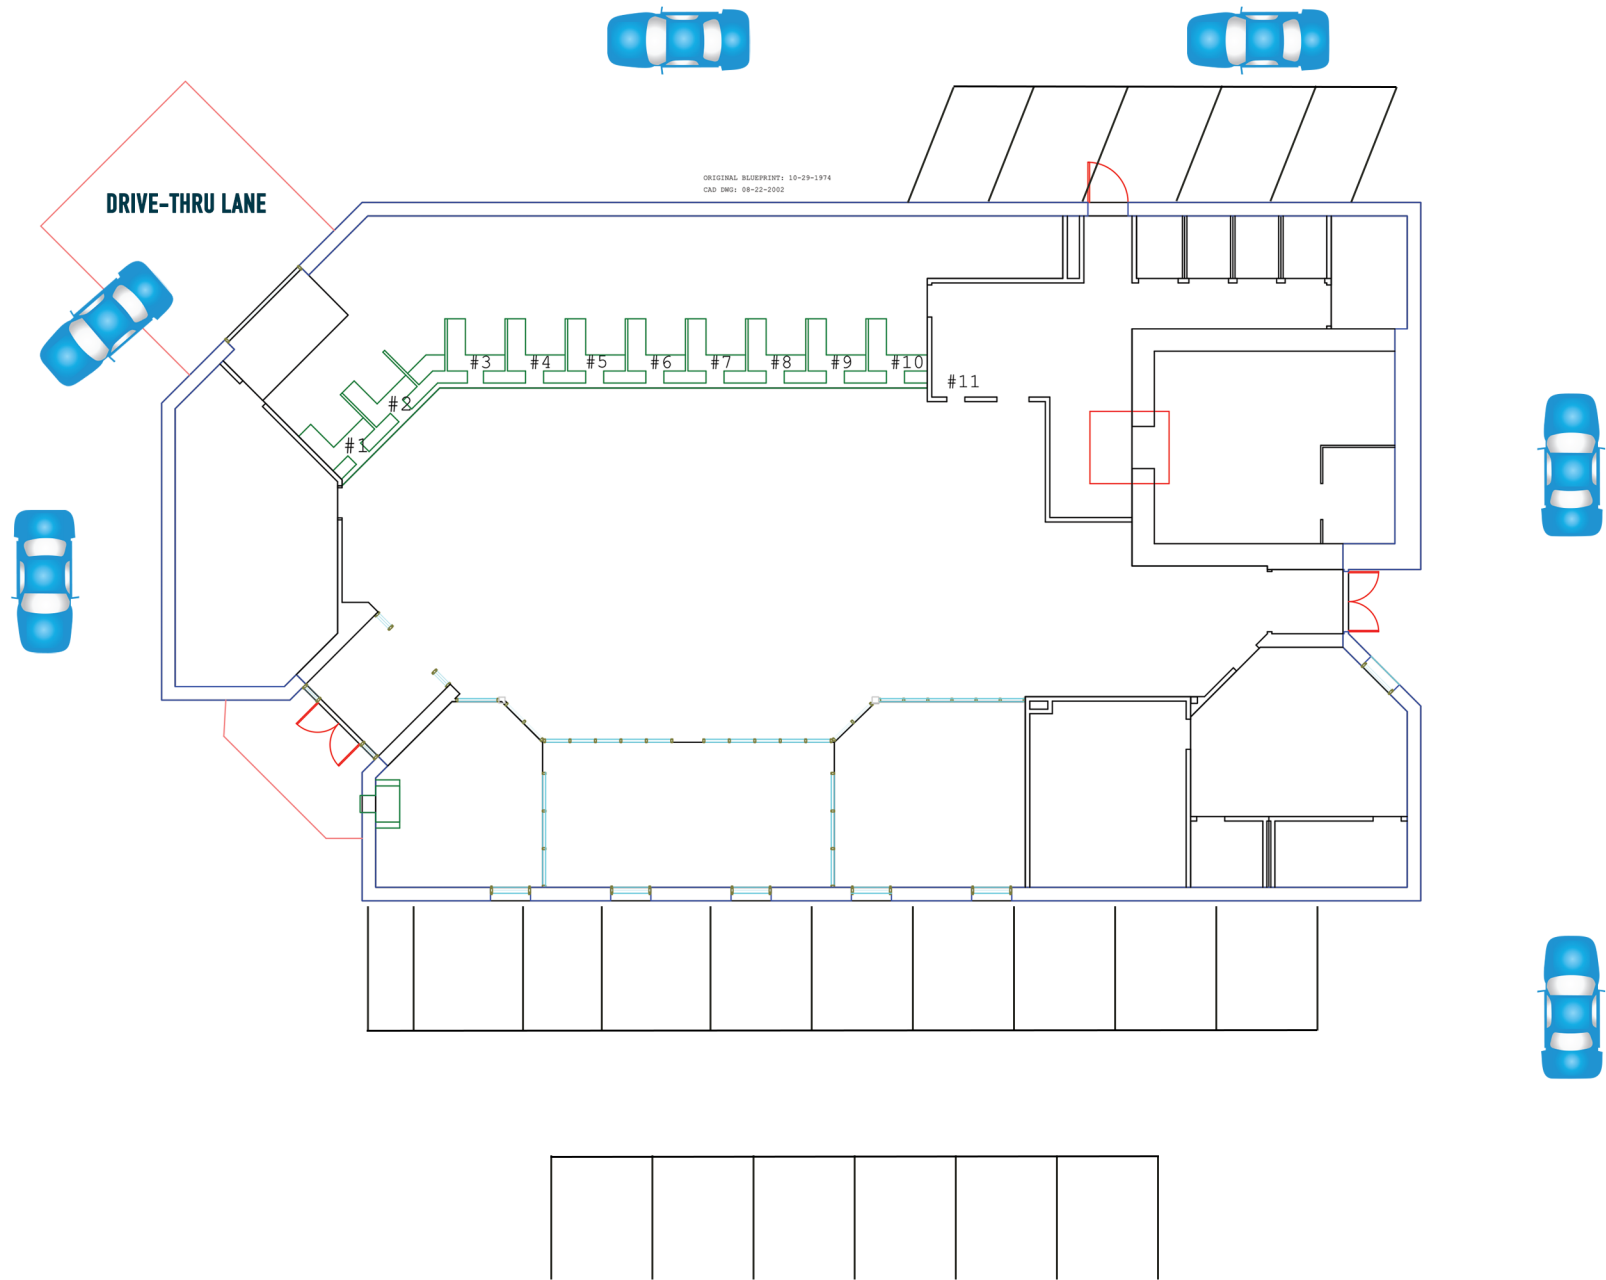 ORIGINAL BLUEPRINT: 10-29-1974
CAD DWG: 08-22-2002
DRIVE-THRU LANE
#3 #4 #5 #6 #7 #8 #9 #10
#11
#2
#1